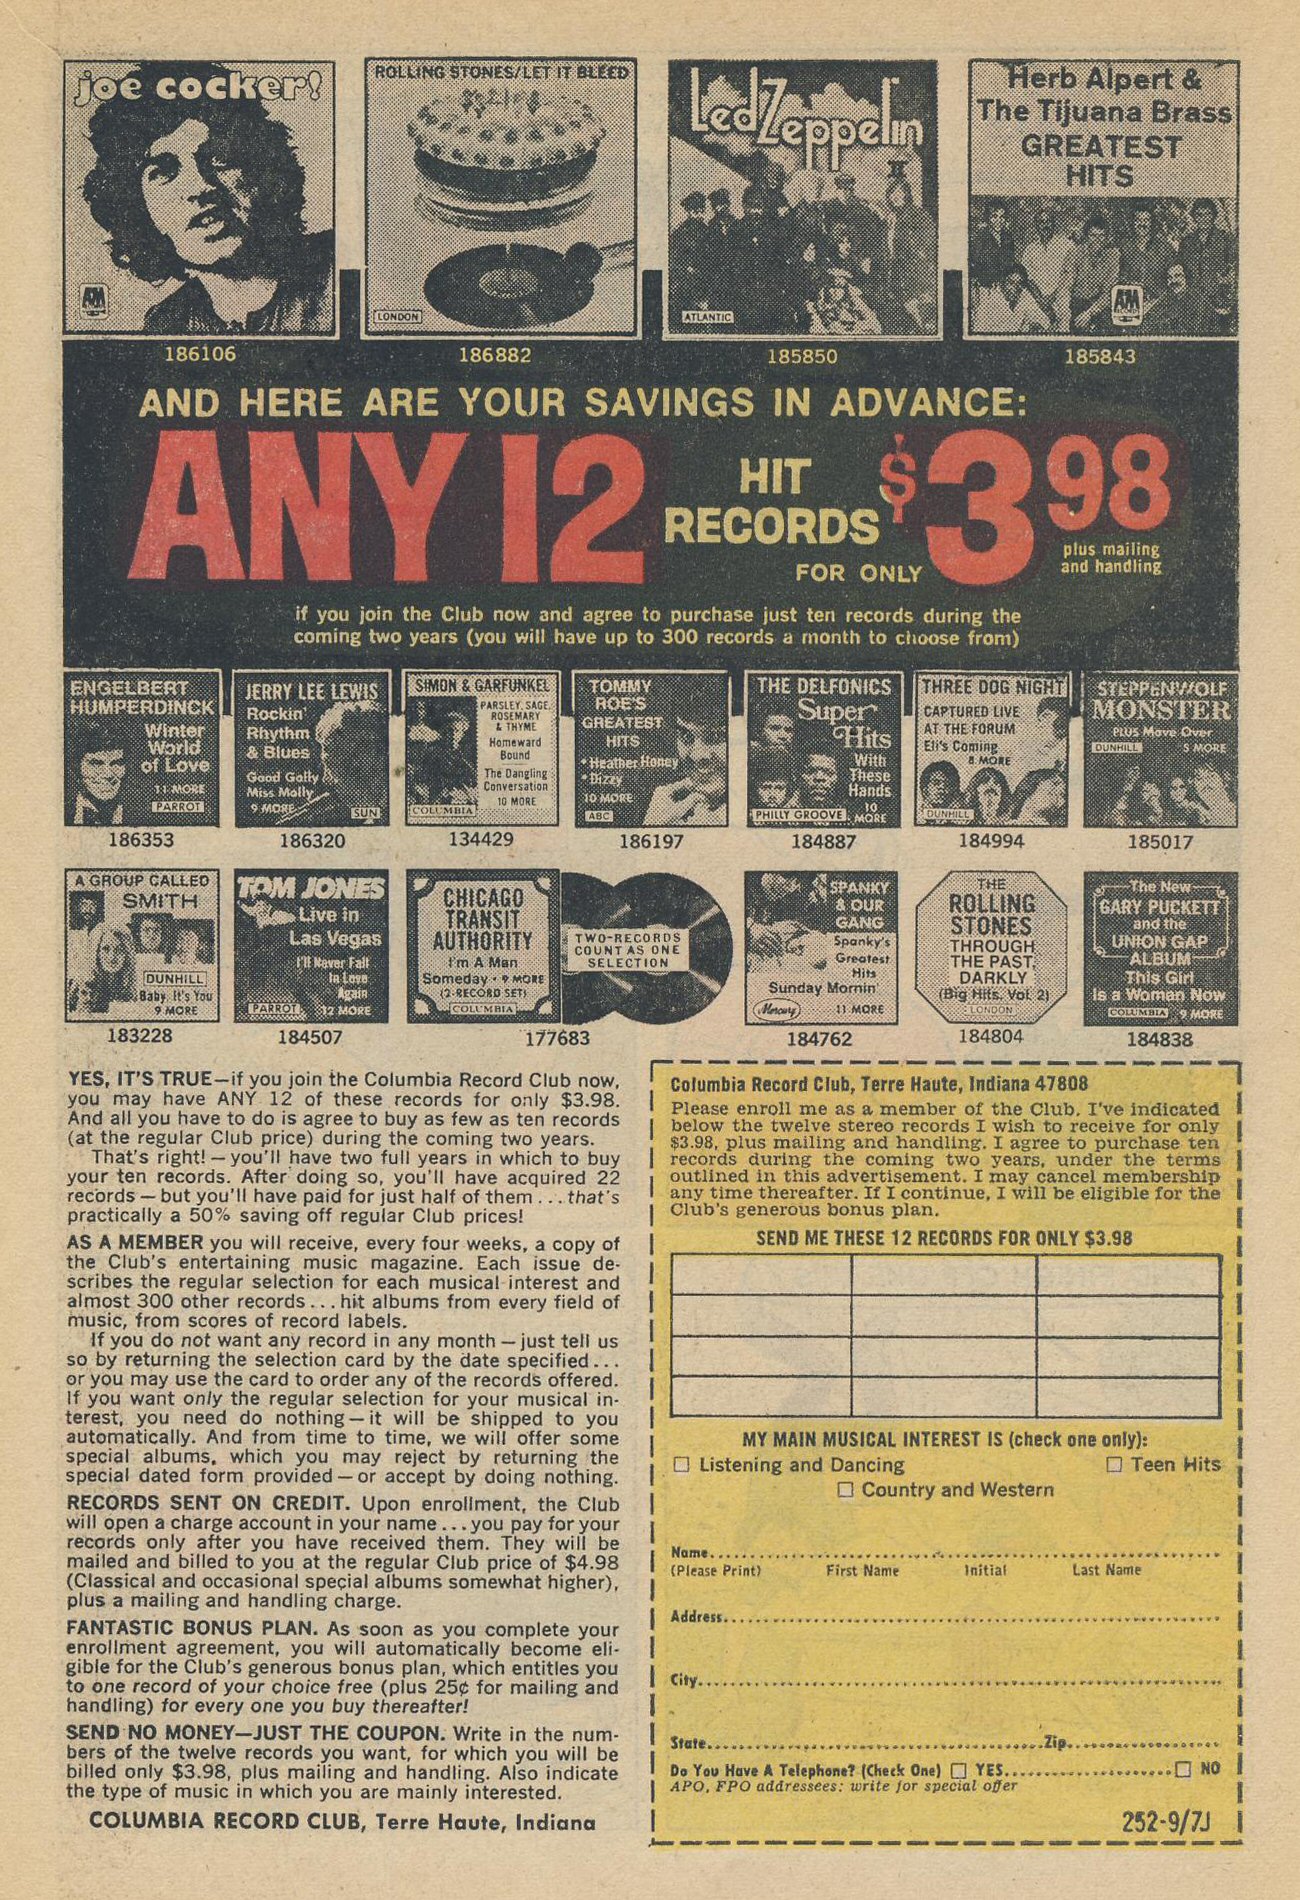 joe cocker!
A&M
ROLLING STONES/LET IT BLEED
LONDON
Led Zeppelin
ATLANTIC
Herb Alpert &
The Tijuana Brass
GREATEST
HITS
A&M
186106
186882
185850
185843
AND HERE ARE YOUR SAVINGS IN ADVANCE:
ANY 12
HIT
RECORDS
FOR ONLY
$3.98
plus mailing
and handling
if you join the Club now and agree to purchase just ten records during the
coming two years (you will have up to 300 records a month to choose from)
ENGELBERT
HUMPERDINCK
Winter
World
of Love
11 MORE
PARROT
186353
JERRY LEE LEWIS
Rockin'
Rhythm
& Blues
Good Golly
Miss Molly
9 MORE
SUN
186320
SIMON & GARFUNKEL
PARSLEY, SAGE,
ROSEMARY
& THYME
Homeward
Bound
The Dangling
Conversation
10 MORE
COLUMBIA
134429
TOMMY
ROE'S
GREATEST
HITS
• Heather Honey
• Dizzy
10 MORE
ABC
186197
THE DELFONICS
Super
Hits
With
These
Hands
10
MORE
PHILLY GROOVE
184887
THREE DOG NIGHT
CAPTURED LIVE
AT THE FORUM
Eli's Coming
8 MORE
DUNHILL
184994
STEPPENWOLF
MONSTER
PLUS Move Over
DUNHILL 5 MORE
185017
A GROUP CALLED
SMITH
DUNHILL
Baby, It's You
9 MORE
183228
TOM JONES
Live in
Las Vegas
I'll Never Fall
In Love
Again
PARROT 12 MORE
184507
CHICAGO
TRANSIT
AUTHORITY
I'm A Man
Someday • 9 MORE
(2-RECORD SET)
COLUMBIA
TWO-RECORDS
COUNT AS ONE
SELECTION
177683
SPANKY
& OUR
GANG
Spanky's
Greatest
Hits
Sunday Mornin'
Mercury 11 MORE
184762
THE
ROLLING
STONES
THROUGH
THE PAST,
DARKLY
(Big Hits, Vol. 2)
LONDON
184804
The New
GARY PUCKETT
and the
UNION GAP
ALBUM
This Girl
Is a Woman Now
COLUMBIA 9 MORE
184838
YES, IT'S TRUE—if you join the Columbia Record Club now,
you may have ANY 12 of these records for only $3.98.
And all you have to do is agree to buy as few as ten records
(at the regular Club price) during the coming two years.
That's right! — you'll have two full years in which to buy
your ten records. After doing so, you'll have acquired 22
records — but you'll have paid for just half of them . . . that's
practically a 50% saving off regular Club prices!
AS A MEMBER you will receive, every four weeks, a copy of
the Club's entertaining music magazine. Each issue de-
scribes the regular selection for each musical interest and
almost 300 other records . . . hit albums from every field of
music, from scores of record labels.
If you do not want any record in any month — just tell us
so by returning the selection card by the date specified . . .
or you may use the card to order any of the records offered.
If you want only the regular selection for your musical in-
terest, you need do nothing — it will be shipped to you
automatically. And from time to time, we will offer some
special albums, which you may reject by returning the
special dated form provided — or accept by doing nothing.
RECORDS SENT ON CREDIT. Upon enrollment, the Club
will open a charge account in your name . . . you pay for your
records only after you have received them. They will be
mailed and billed to you at the regular Club price of $4.98
(Classical and occasional special albums somewhat higher),
plus a mailing and handling charge.
FANTASTIC BONUS PLAN. As soon as you complete your
enrollment agreement, you will automatically become eli-
gible for the Club's generous bonus plan, which entitles you
to one record of your choice free (plus 25¢ for mailing and
handling) for every one you buy thereafter!
SEND NO MONEY—JUST THE COUPON. Write in the num-
bers of the twelve records you want, for which you will be
billed only $3.98, plus mailing and handling. Also indicate
the type of music in which you are mainly interested.
COLUMBIA RECORD CLUB, Terre Haute, Indiana
Columbia Record Club, Terre Haute, Indiana 47808
Please enroll me as a member of the Club. I've indicated
below the twelve stereo records I wish to receive for only
$3.98, plus mailing and handling. I agree to purchase ten
records during the coming two years, under the terms
outlined in this advertisement. I may cancel membership
any time thereafter. If I continue, I will be eligible for the
Club's generous bonus plan.
SEND ME THESE 12 RECORDS FOR ONLY $3.98
MY MAIN MUSICAL INTEREST IS (check one only):
☐ Listening and Dancing ☐ Teen Hits
☐ Country and Western
Name
(Please Print) First Name Initial Last Name
Address
City
State Zip
Do You Have A Telephone? (Check One) ☐ YES ☐ NO
APO, FPO addressees: write for special offer
252-9/7J